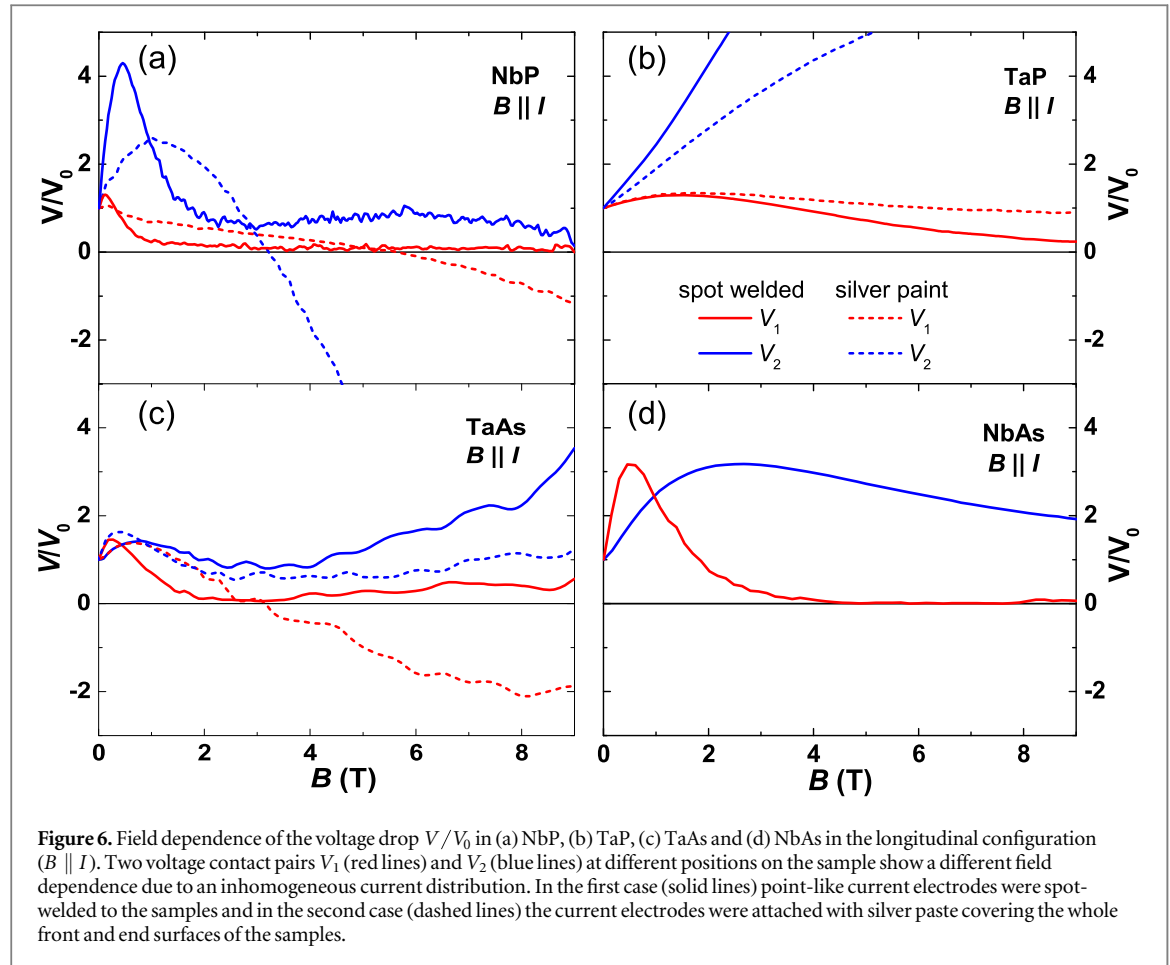 (a)
NbP
B || I
(b)
TaP
B || I
4
2
0
-2
V/V0
4
2
0
-2
V/V0
spot welded silver paint
V1 V1
V2 V2
(c)
TaAs
B || I
(d)
NbAs
B || I
4
2
0
-2
V/V0
4
2
0
-2
V/V0
0 2 4 6 8
0 2 4 6 8
B (T)
B (T)
Figure 6. Field dependence of the voltage drop V/V0 in (a) NbP, (b) TaP, (c) TaAs and (d) NbAs in the longitudinal configuration
(B ∥ I). Two voltage contact pairs V1 (red lines) and V2 (blue lines) at different positions on the sample show a different field
dependence due to an inhomogeneous current distribution. In the first case (solid lines) point-like current electrodes were spot-
welded to the samples and in the second case (dashed lines) the current electrodes were attached with silver paste covering the whole
front and end surfaces of the samples.